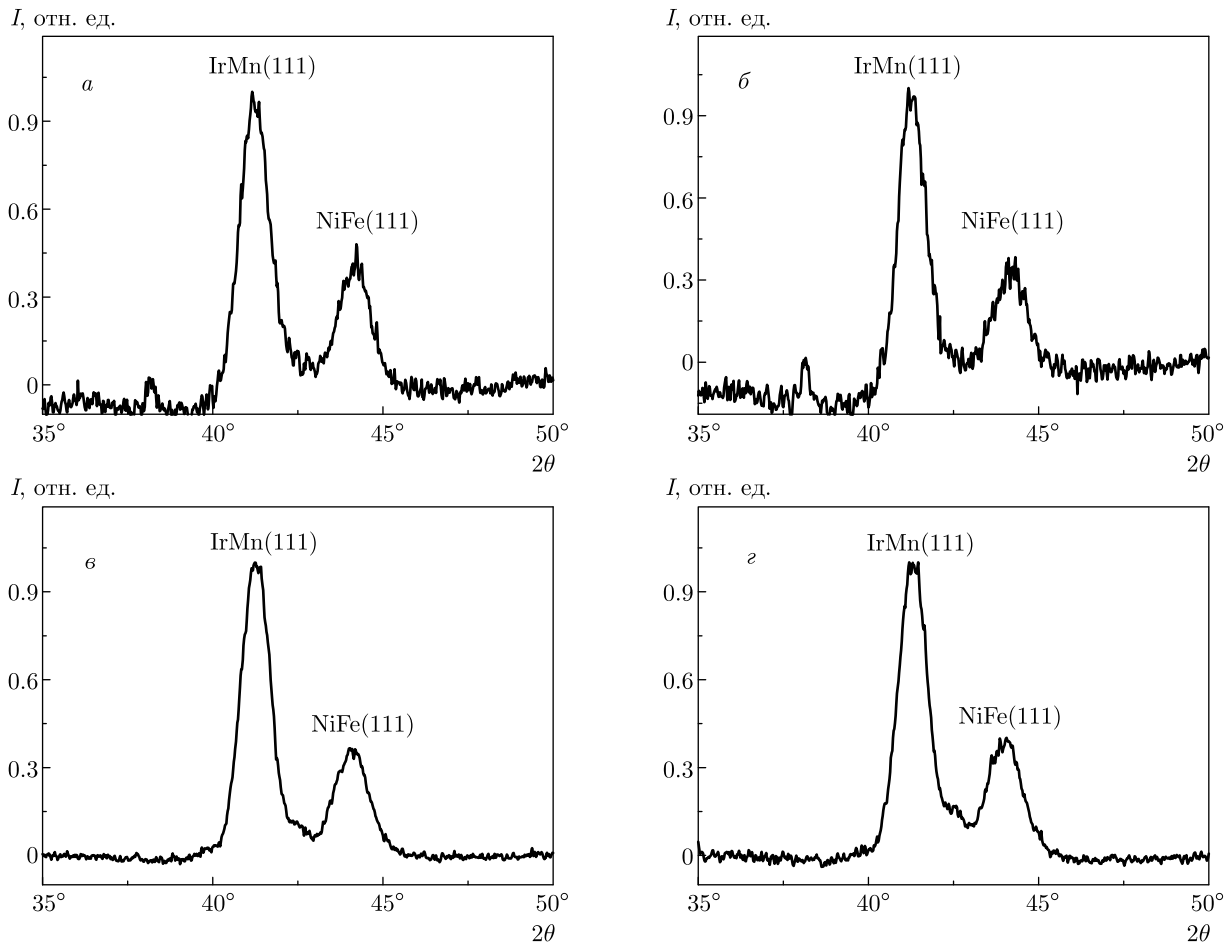 I, отн. ед.
а
IrMn(111)
NiFe(111)
0.9
0.6
0.3
0
35° 40° 45° 50°
2θ
I, отн. ед.
б
IrMn(111)
NiFe(111)
0.9
0.6
0.3
0
35° 40° 45° 50°
2θ
I, отн. ед.
в
IrMn(111)
NiFe(111)
0.9
0.6
0.3
0
35° 40° 45° 50°
2θ
I, отн. ед.
г
IrMn(111)
NiFe(111)
0.9
0.6
0.3
0
35° 40° 45° 50°
2θ